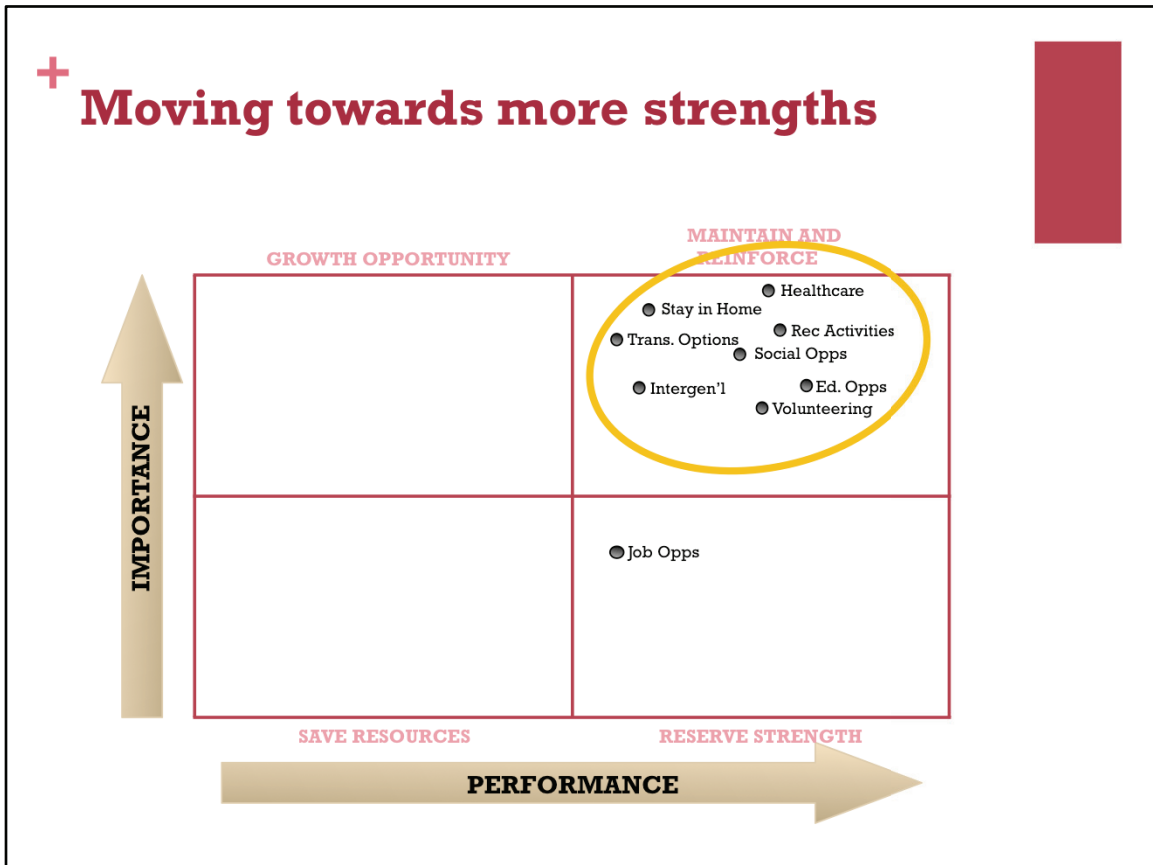 +
Moving towards more strengths
GROWTH OPPORTUNITY
MAINTAIN AND
REINFORCE
Healthcare
Stay in Home
Rec Activities
Trans. Options
Social Opps
Intergen’l
Ed. Opps
Volunteering
IMPORTANCE
Job Opps
SAVE RESOURCES
RESERVE STRENGTH
PERFORMANCE